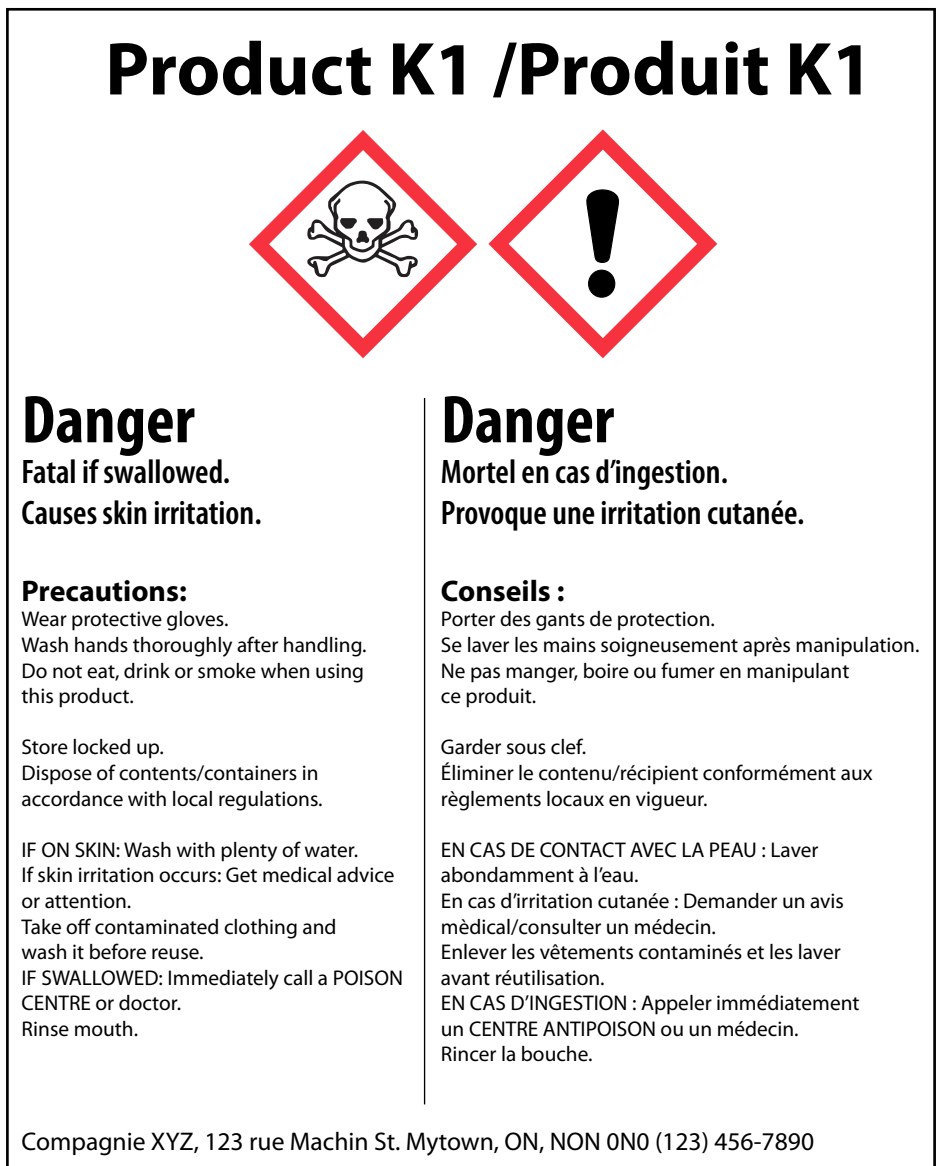 Product K1 /Produit K1
Danger
Fatal if swallowed.
Causes skin irritation.
Precautions:
Wear protective gloves.
Wash hands thoroughly after handling.
Do not eat, drink or smoke when using
this product.
Store locked up.
Dispose of contents/containers in
accordance with local regulations.
IF ON SKIN: Wash with plenty of water.
If skin irritation occurs: Get medical advice
or attention.
Take off contaminated clothing and
wash it before reuse.
IF SWALLOWED: Immediately call a POISON
CENTRE or doctor.
Rinse mouth.
Danger
Mortel en cas d’ingestion.
Provoque une irritation cutanée.
Conseils :
Porter des gants de protection.
Se laver les mains soigneusement après manipulation.
Ne pas manger, boire ou fumer en manipulant
ce produit.
Garder sous clef.
Éliminer le contenu/récipient conformément aux
règlements locaux en vigueur.
EN CAS DE CONTACT AVEC LA PEAU : Laver
abondamment à l’eau.
En cas d’irritation cutanée : Demander un avis
mèdical/consulter un médecin.
Enlever les vêtements contaminés et les laver
avant réutilisation.
EN CAS D’INGESTION : Appeler immédiatement
un CENTRE ANTIPOISON ou un médecin.
Rincer la bouche.
Compagnie XYZ, 123 rue Machin St. Mytown, ON, NON 0N0 (123) 456-7890